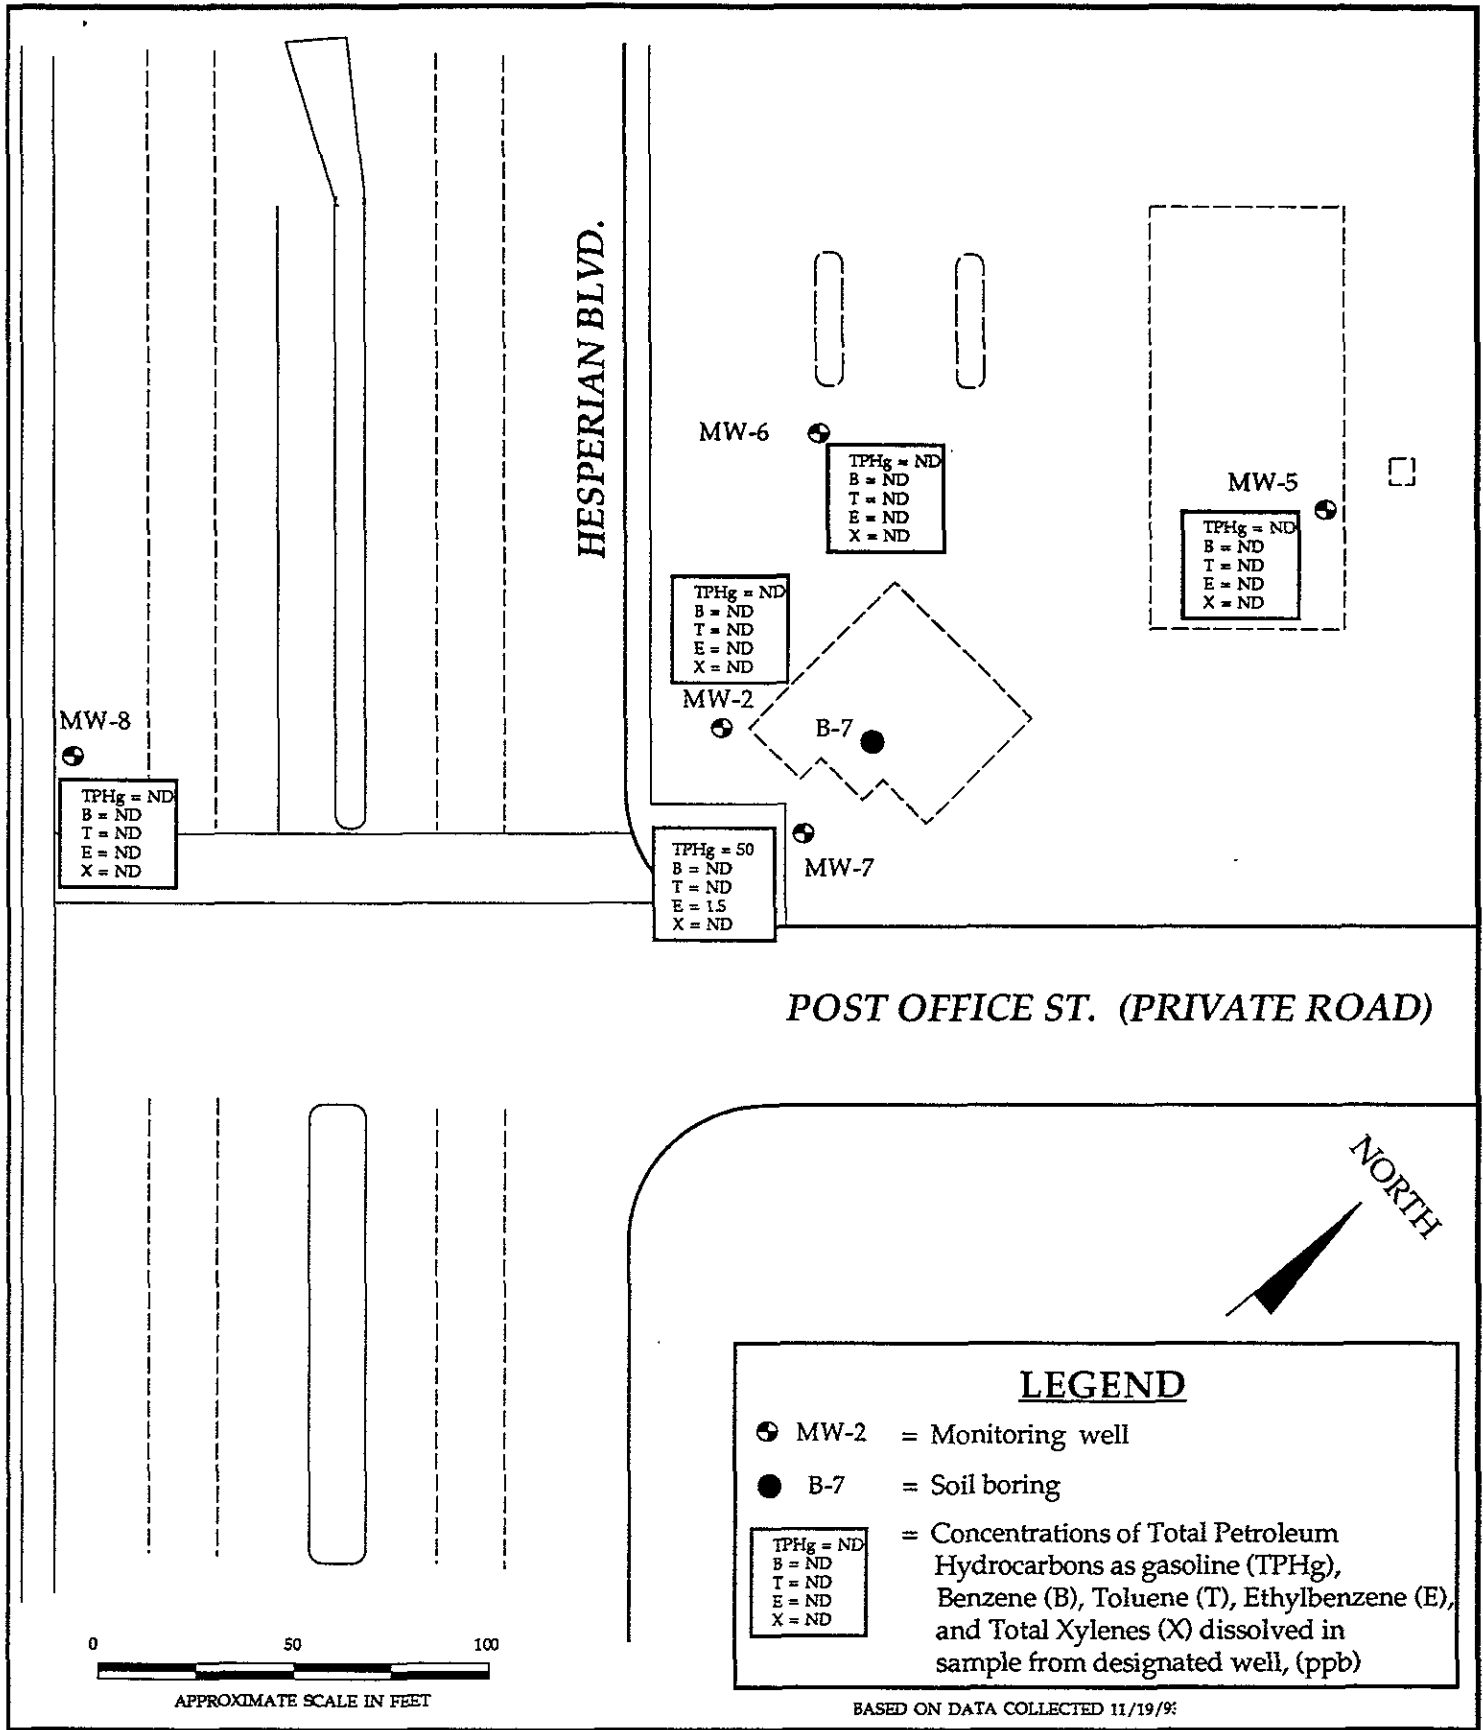 HESPERIAN BLVD.
MW-6
TPHg = ND
B = ND
T = ND
E = ND
X = ND
MW-5
TPHg = ND
B = ND
T = ND
E = ND
X = ND
TPHg = ND
B = ND
T = ND
E = ND
X = ND
MW-2
B-7
MW-8
TPHg = ND
B = ND
T = ND
E = ND
X = ND
TPHg = 50
B = ND
T = ND
E = 1.5
X = ND
MW-7
POST OFFICE ST. (PRIVATE ROAD)
NORTH
LEGEND
MW-2 = Monitoring well
B-7 = Soil boring
TPHg = ND
B = ND
T = ND
E = ND
X = ND
= Concentrations of Total Petroleum
Hydrocarbons as gasoline (TPHg),
Benzene (B), Toluene (T), Ethylbenzene (E),
and Total Xylenes (X) dissolved in
sample from designated well, (ppb)
0 50 100
APPROXIMATE SCALE IN FEET
BASED ON DATA COLLECTED